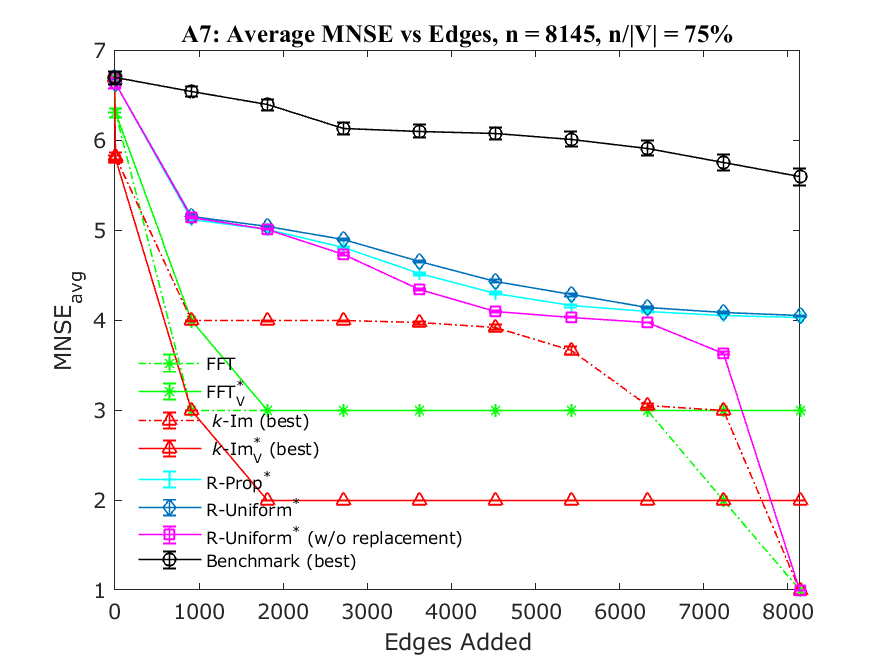 A7: Average MNSE vs Edges, n = 8145, n/|V| = 75%
7
6
5
4
3
2
1
MNSE_avg
FFT
FFT*_V
k-Im (best)
k-Im*_V (best)
R-Prop*
R-Uniform*
R-Uniform* (w/o replacement)
Benchmark (best)
0 1000 2000 3000 4000 5000 6000 7000 8000
Edges Added